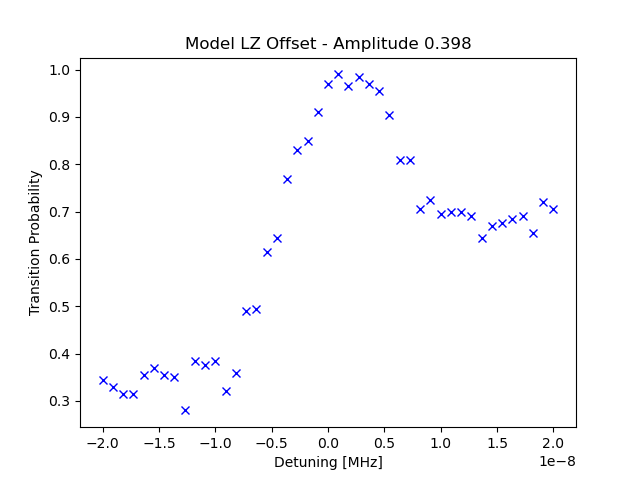 Model LZ Offset - Amplitude 0.398
1.0
0.9
0.8
0.7
0.6
0.5
0.4
0.3
Transition Probability
−2.0 −1.5 −1.0 −0.5 0.0 0.5 1.0 1.5 2.0
1e−8
Detuning [MHz]